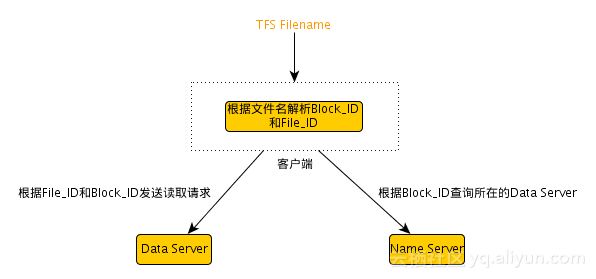 TFS Filename
根据文件名解析Block_ID
和File_ID
客户端
根据File_ID和Block_ID发送读取请求
根据Block_ID查询所在的Data Server
Data Server
Name Server
云栖社区 yq.aliyun.com